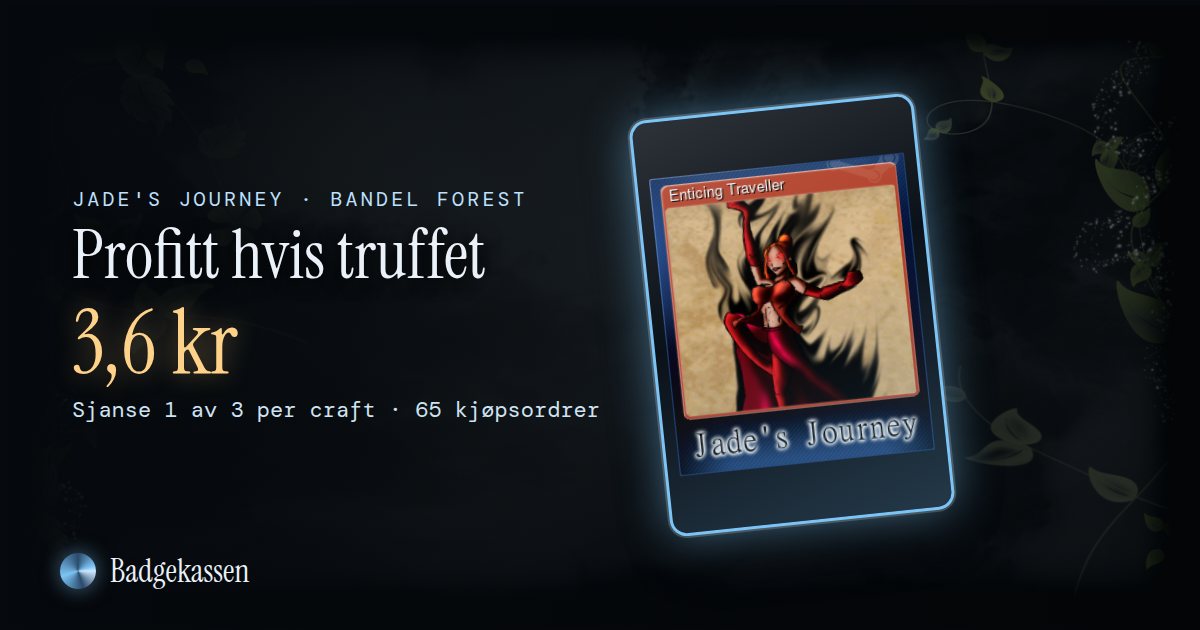 JADE'S JOURNEY · BANDEL FOREST
Profitt hvis truffet
3,6 kr
Sjanse 1 av 3 per craft · 65 kjøpsordrer
Enticing Traveller
Jade's Journey
Badgekassen